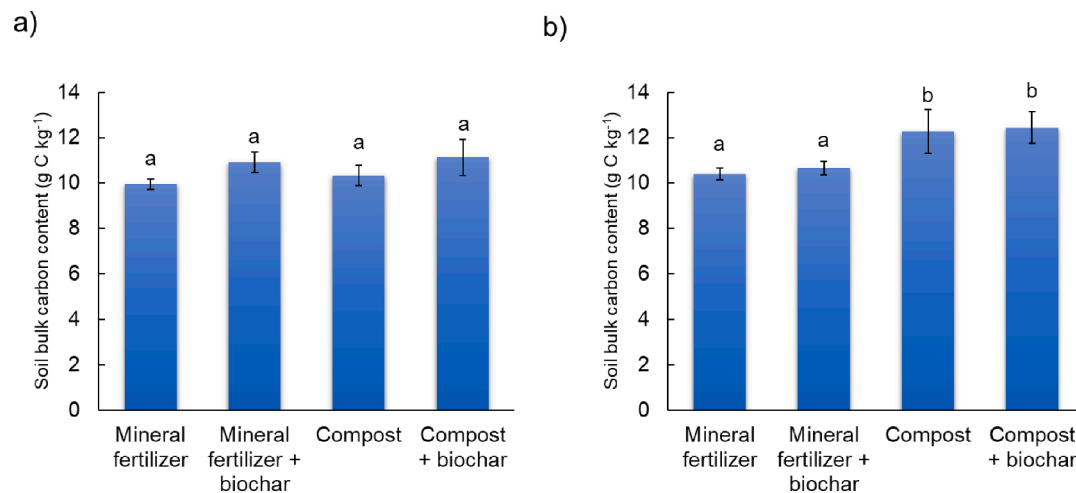 a)
Soil bulk carbon content (g C kg⁻¹)
14
12
10
8
6
4
2
0
a
a
a
a
Mineral
fertilizer
Mineral
fertilizer +
biochar
Compost
Compost
+ biochar
b)
Soil bulk carbon content (g C kg⁻¹)
14
12
10
8
6
4
2
0
a
a
b
b
Mineral
fertilizer
Mineral
fertilizer +
biochar
Compost
Compost
+ biochar